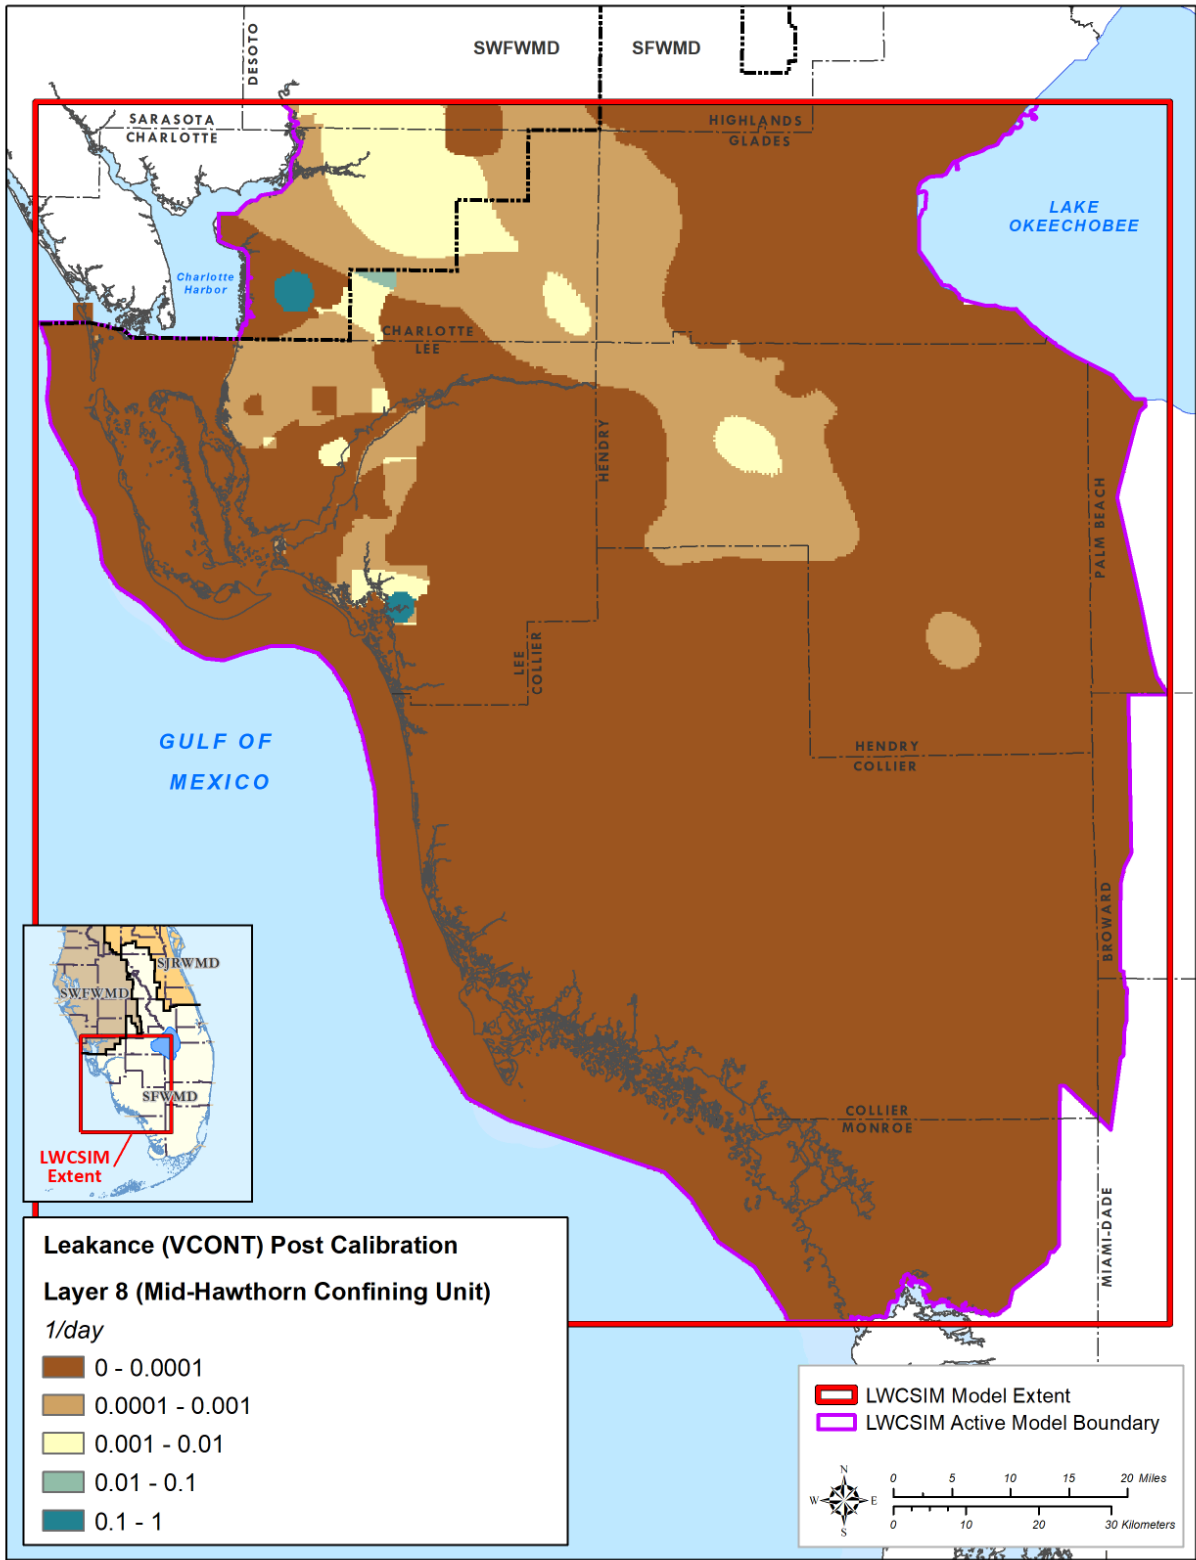 DESOTO
SWFWMD
SFWMD
SARASOTA
CHARLOTTE
HIGHLANDS
GLADES
LAKE
OKEECHOBEE
Charlotte
Harbor
CHARLOTTE
LEE
HENDRY
PALM BEACH
LEE
COLLIER
GULF OF
MEXICO
HENDRY
COLLIER
BROWARD
SJRWMD
SWFWMD
SFWMD
LWCSIM
Extent
COLLIER
MONROE
MIAMI-DADE
Leakance (VCONT) Post Calibration
Layer 8 (Mid-Hawthorn Confining Unit)
1/day
0 - 0.0001
0.0001 - 0.001
0.001 - 0.01
0.01 - 0.1
0.1 - 1
LWCSIM Model Extent
LWCSIM Active Model Boundary
N
W E
S
0 5 10 15 20 Miles
0 10 20 30 Kilometers